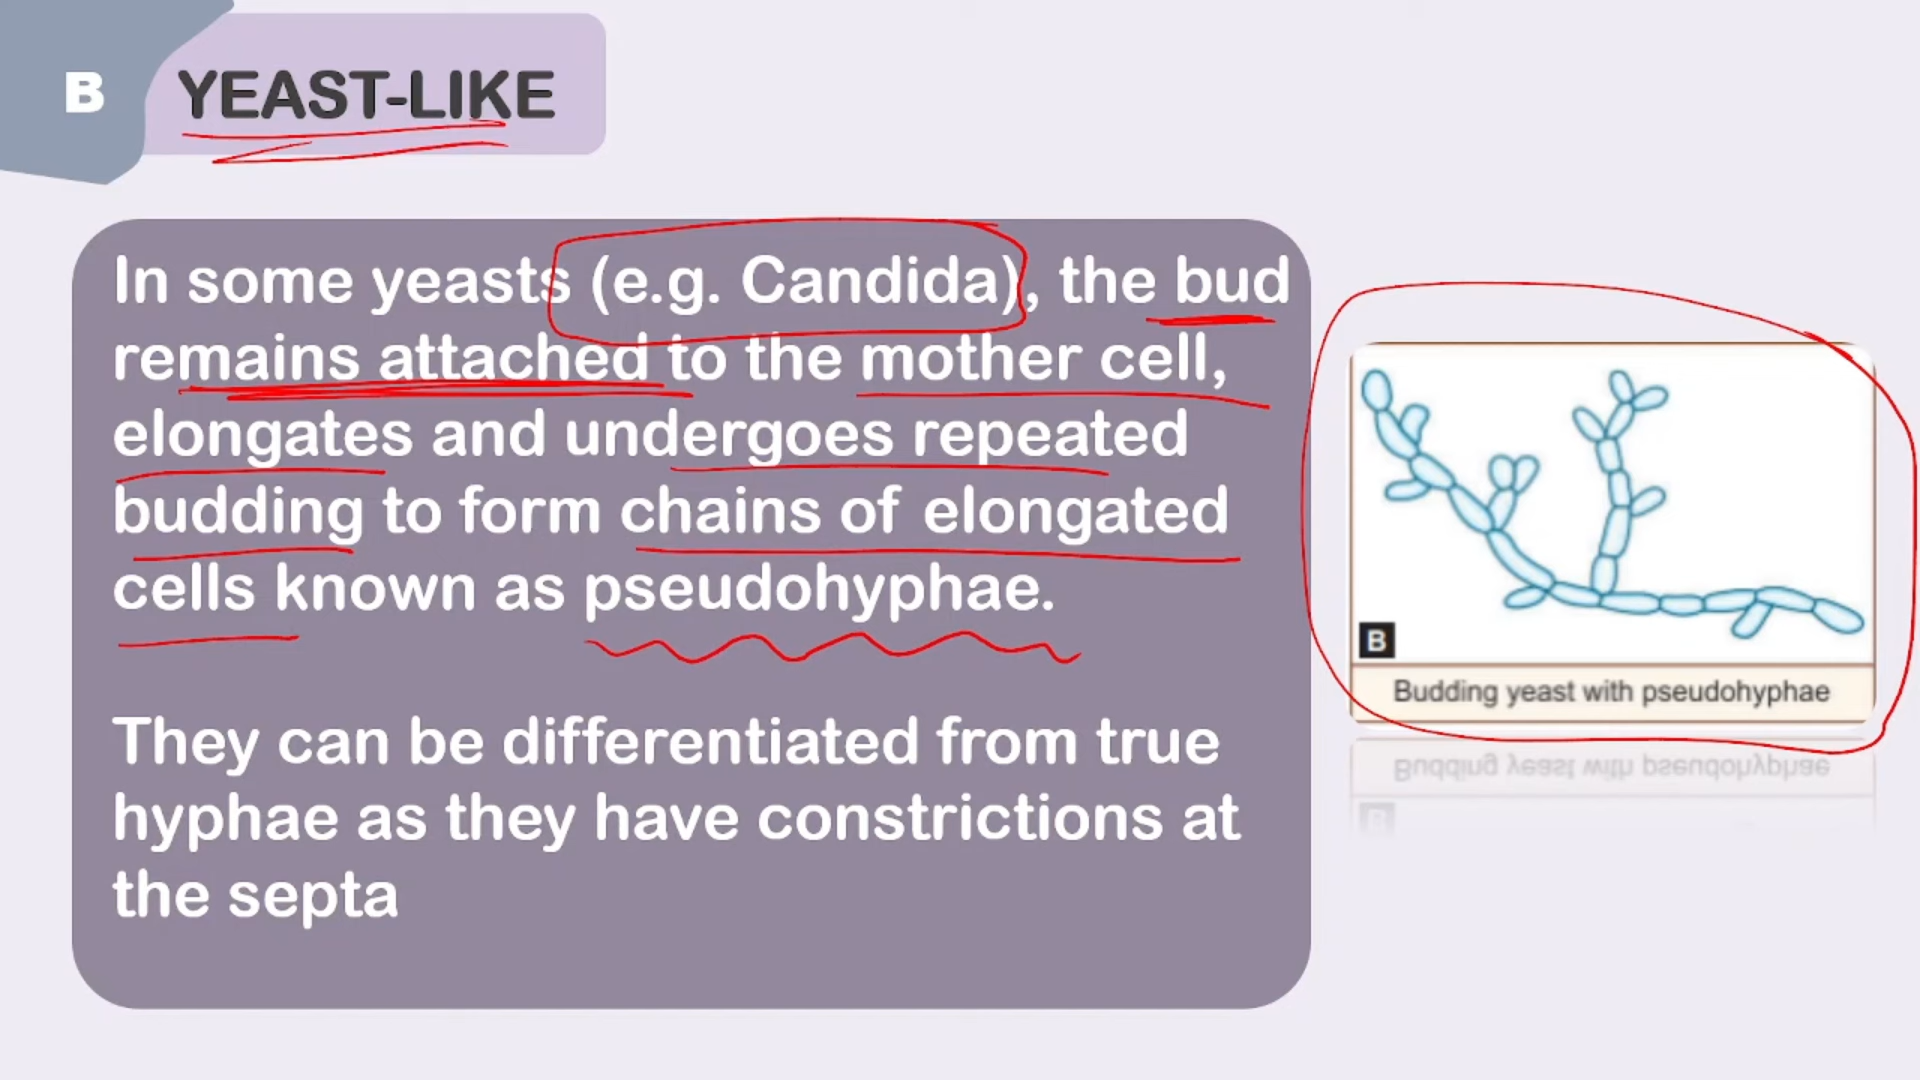 B
YEAST-LIKE
In some yeasts (e.g. Candida), the bud
remains attached to the mother cell,
elongates and undergoes repeated
budding to form chains of elongated
cells known as pseudohyphae.
They can be differentiated from true
hyphae as they have constrictions at
the septa
B
Budding yeast with pseudohyphae